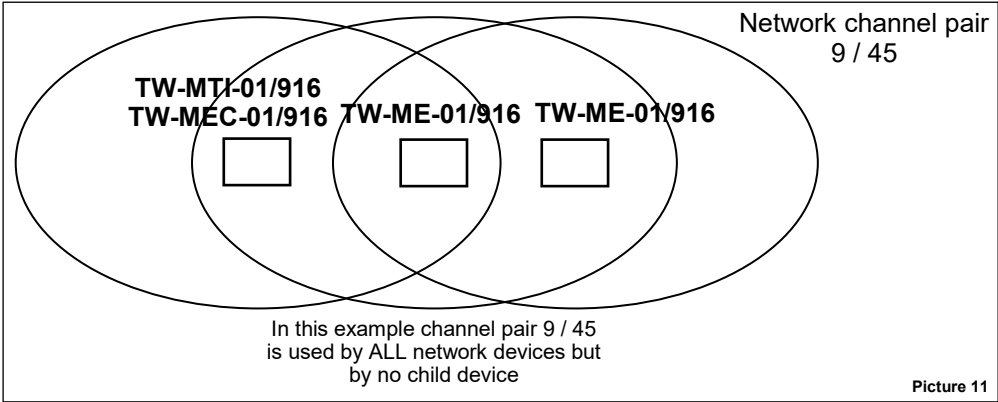 Network channel pair
9 / 45
TW-MTI-01/916
TW-MEC-01/916
TW-ME-01/916
TW-ME-01/916
In this example channel pair 9 / 45
is used by ALL network devices but
by no child device
Picture 11